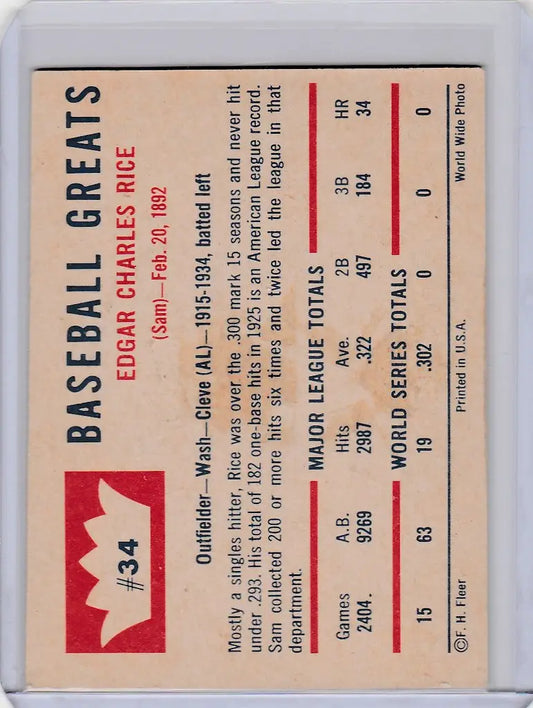 #34
BASEBALL GREATS
EDGAR CHARLES RICE
(Sam)—Feb. 20, 1892
Outfielder—Wash—Cleve (AL)—1915-1934, batted left
Mostly a singles hitter, Rice was over the .300 mark 15 seasons and never hit
under .293. His total of 182 one-base hits in 1925 is an American League record.
Sam collected 200 or more hits six times and twice led the league in that
department.
MAJOR LEAGUE TOTALS
Games A.B. Hits Ave. 2B 3B HR
2404. 9269 2987 .322 497 184 34
WORLD SERIES TOTALS
15 63 19 .302 0 0 0
©F. H. Fleer Printed in U.S.A. World Wide Photo